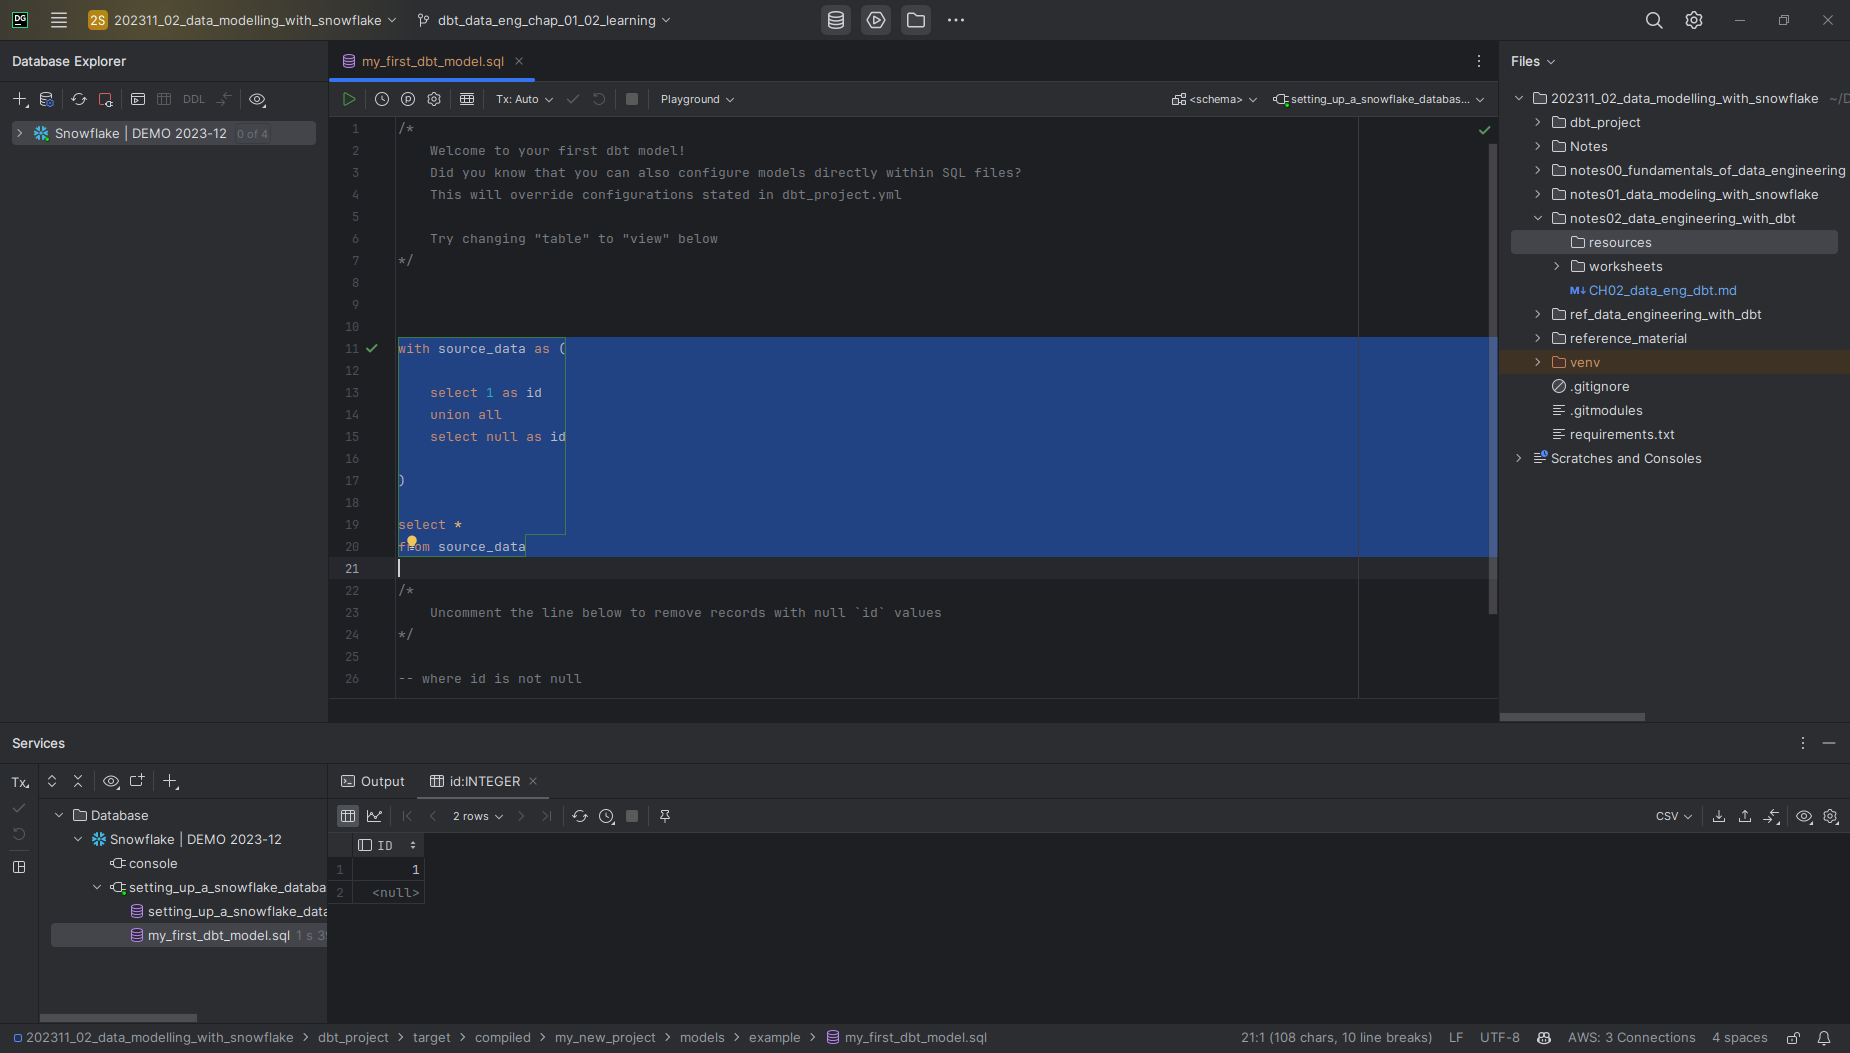 DG 2S 202311_02_data_modelling_with_snowflake dbt_data_eng_chap_01_02_learning
Database Explorer
my_first_dbt_model.sql
Files
DDL
Tx: Auto
Playground
<schema>
setting_up_a_snowflake_databas...
Snowflake | DEMO 2023-12 0 of 4
1 /*
2 Welcome to your first dbt model!
3 Did you know that you can also configure models directly within SQL files?
4 This will override configurations stated in dbt_project.yml
5
6 Try changing "table" to "view" below
7 */
8
9
10
11 with source_data as (
12
13 select 1 as id
14 union all
15 select null as id
16
17 )
18
19 select *
20 from source_data
21
22 /*
23 Uncomment the line below to remove records with null `id` values
24 */
25
26 -- where id is not null
202311_02_data_modelling_with_snowflake ~/D
dbt_project
Notes
notes00_fundamentals_of_data_engineering
notes01_data_modeling_with_snowflake
notes02_data_engineering_with_dbt
resources
worksheets
M↓ CH02_data_eng_dbt.md
ref_data_engineering_with_dbt
reference_material
venv
.gitignore
.gitmodules
requirements.txt
Scratches and Consoles
Services
Tx
Database
Snowflake | DEMO 2023-12
console
setting_up_a_snowflake_databa
setting_up_a_snowflake_data
my_first_dbt_model.sql 1 s 3
Output
id:INTEGER
2 rows
CSV
ID
1 1
2 <null>
202311_02_data_modelling_with_snowflake > dbt_project > target > compiled > my_new_project > models > example > my_first_dbt_model.sql
21:1 (108 chars, 10 line breaks) LF UTF-8 AWS: 3 Connections 4 spaces